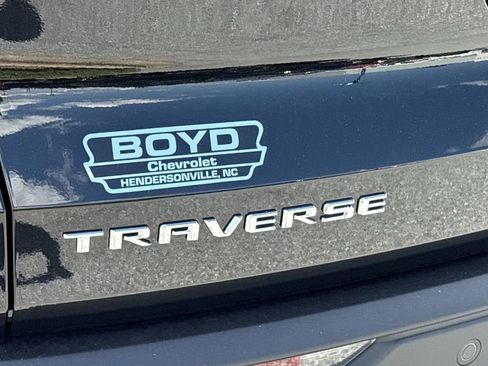 BOYD
Chevrolet
HENDERSONVILLE, NC
TRAVERSE